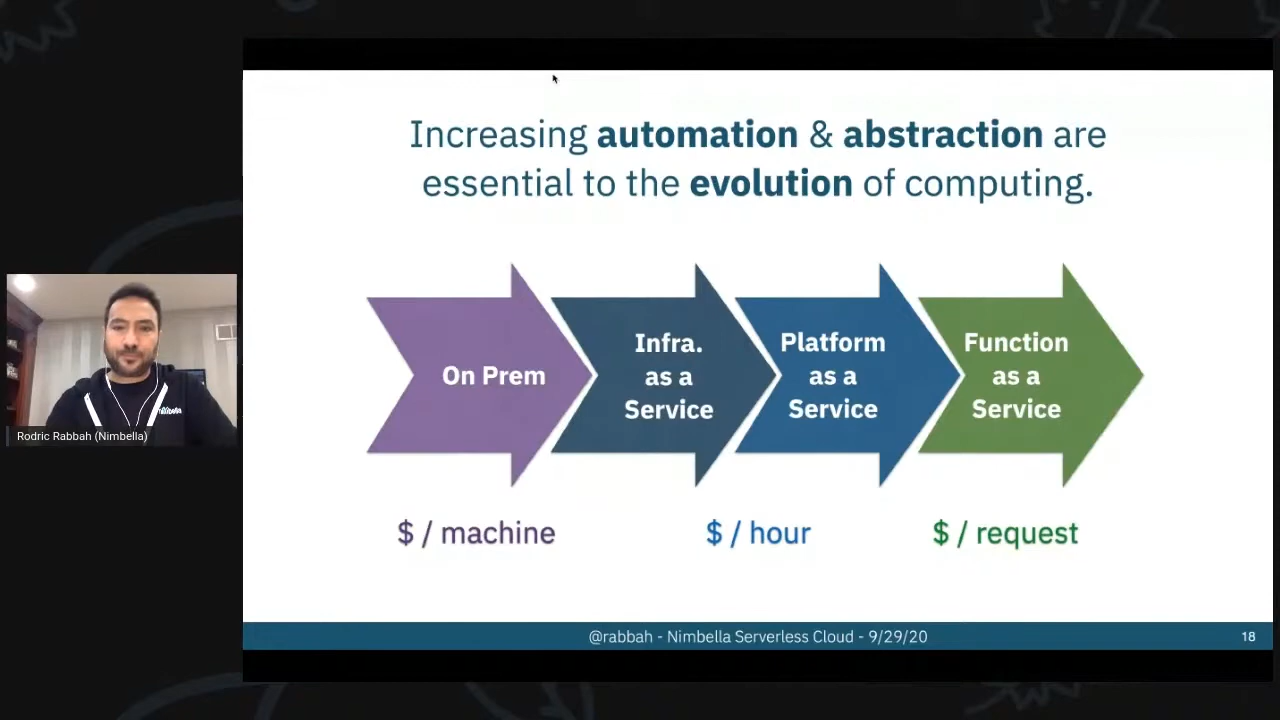 Increasing automation & abstraction are
essential to the evolution of computing.
On Prem
Infra.
as a
Service
Platform
as a
Service
Function
as a
Service
$ / machine
$ / hour
$ / request
@rabbah - Nimbella Serverless Cloud - 9/29/20
18
Rodric Rabbah (Nimbella)